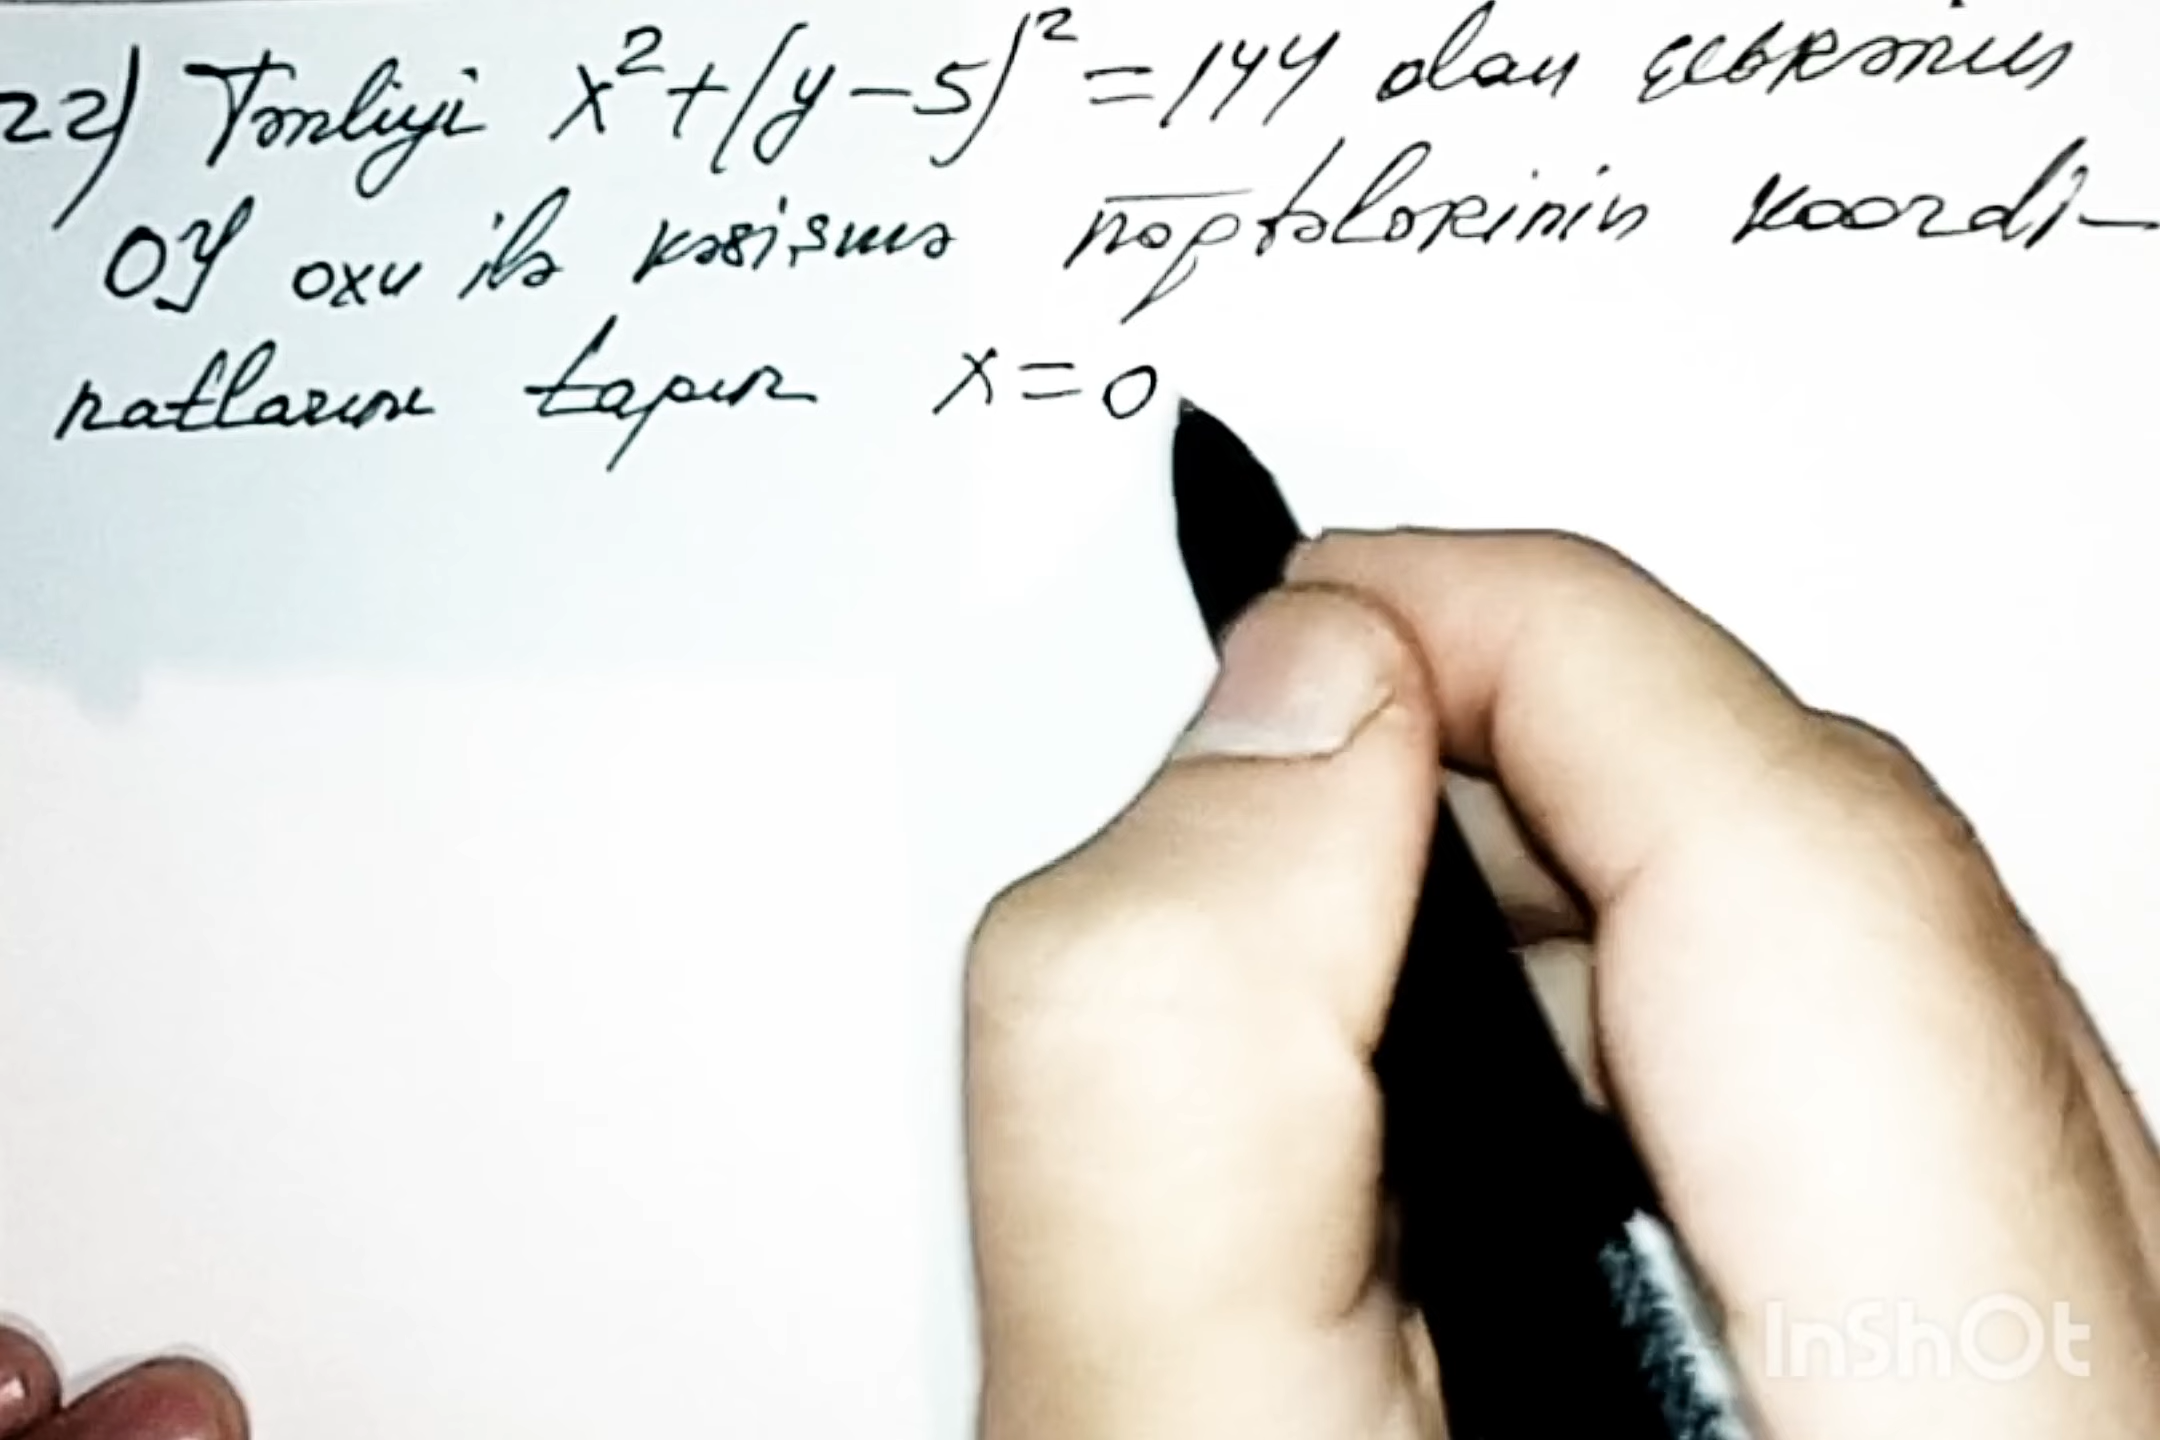 22) Tənliyi x²+(y-5)²=144 olan çevrənin
OY oxu ilə kəsişmə nöqtələrinin koordi-
natlarını tapın x=0
InShOt